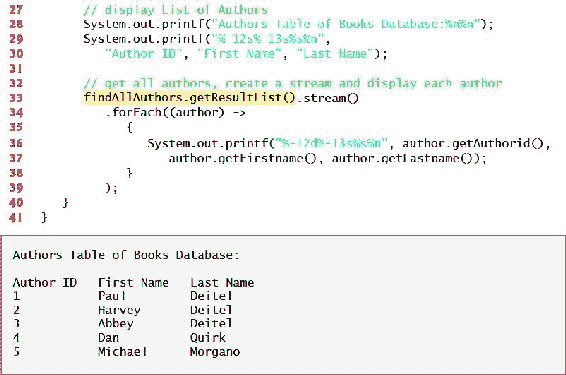 27 // display List of Authors
28 System.out.printf("Authors Table of Books Database:%n%n");
29 System.out.printf("%-12s%-13s%s%n",
30 "Author ID", "First Name", "Last Name");
31
32 // get all authors, create a stream and display each author
33 findAllAuthors.getResultList().stream()
34 .forEach((author) ->
35 {
36 System.out.printf("%-12d%-13s%s%n", author.getAuthorid(),
37 author.getFirstname(), author.getLastname());
38 }
39 );
40 }
41 }
Authors Table of Books Database:
Author ID First Name Last Name
1 Paul Deitel
2 Harvey Deitel
3 Abbey Deitel
4 Dan Quirk
5 Michael Morgano